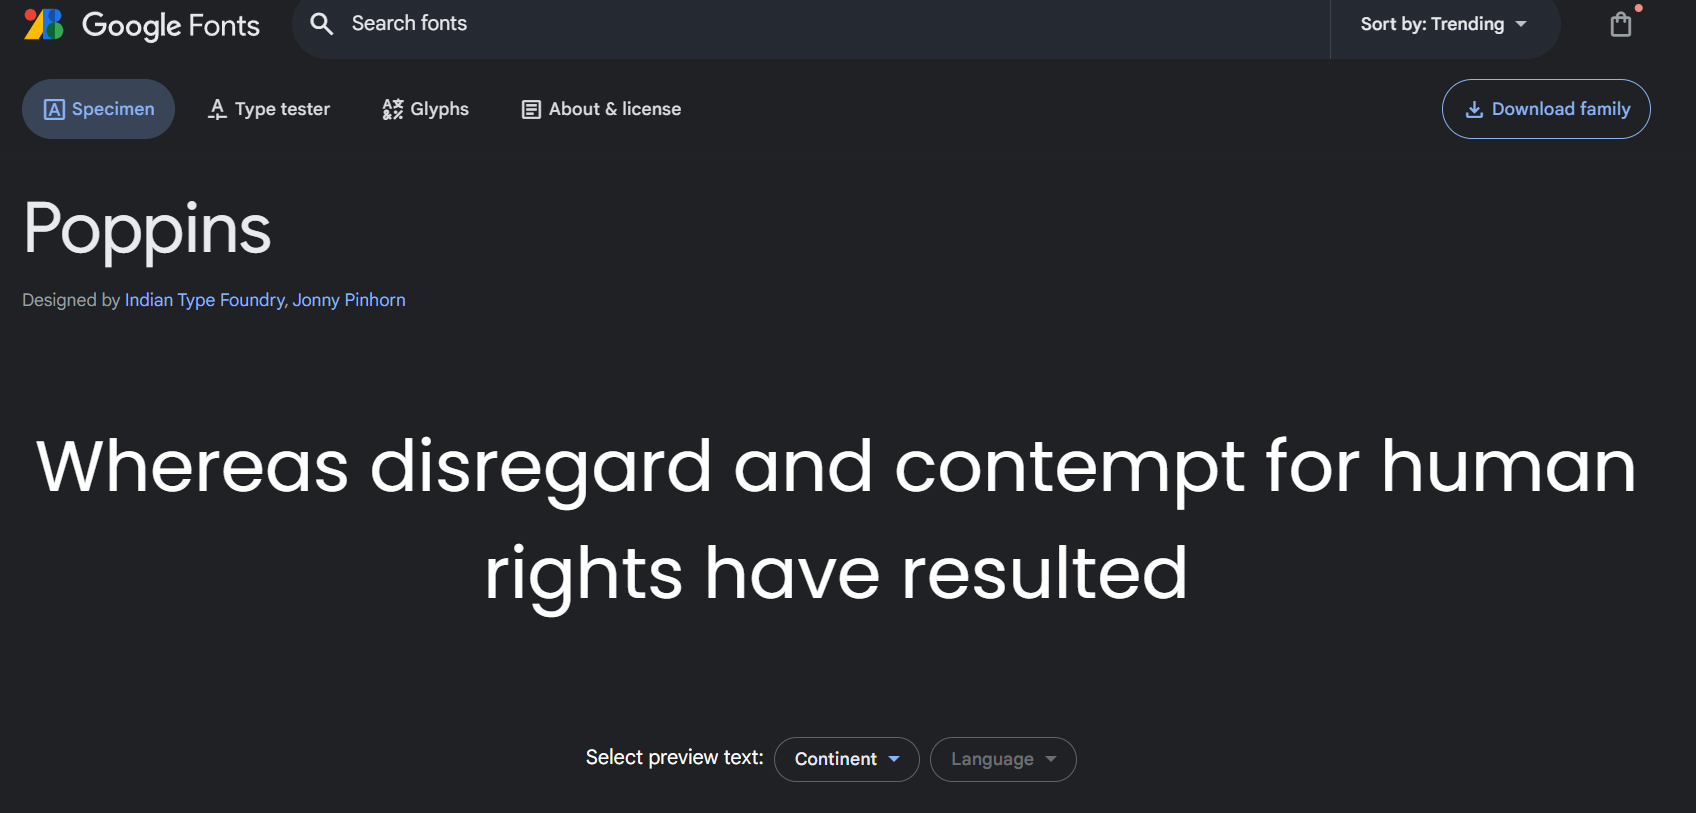 Google Fonts
Search fonts
Sort by: Trending
Specimen
Type tester
Glyphs
About & license
Download family
Poppins
Designed by Indian Type Foundry, Jonny Pinhorn
Whereas disregard and contempt for human
rights have resulted
Select preview text: Continent Language